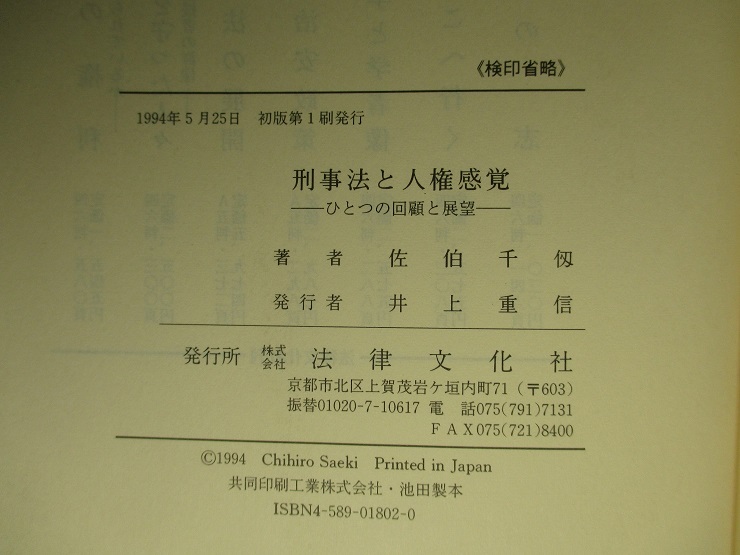 《検印省略》
1994年5月25日 初版第1刷発行
刑事法と人権感覚
――ひとつの回顧と展望――
著者 佐伯千仭
発行者 井上重信
発行所 株式会社 法律文化社
京都市北区上賀茂岩ケ垣内町71(〒603)
振替01020-7-10617 電話075(791)7131
FAX075(721)8400
©1994 Chihiro Saeki Printed in Japan
共同印刷工業株式会社・池田製本
ISBN4-589-01802-0